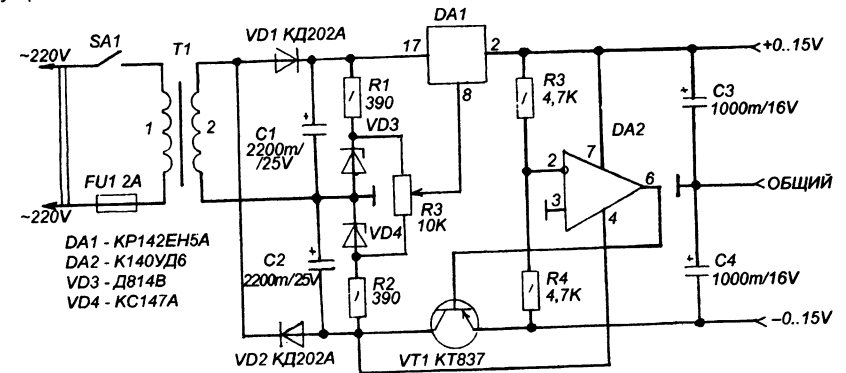 DA1
SA1
T1
VD1 КД202А
17
2
+0..15V
~220V
8
R1
390
R3
4,7K
C3
1000m/16V
DA2
VD3
C1
2200m/
/25V
1
2
7
2
6
3
4
ОБЩИЙ
FU1 2A
~220V
R3
10K
VD4
DA1 - КР142ЕН5А
DA2 - К140УД6
VD3 - Д814В
VD4 - КС147А
C2
2200m/25V
R2
390
R4
4,7K
C4
1000m/16V
-0..15V
VD2 КД202А
VT1 КТ837